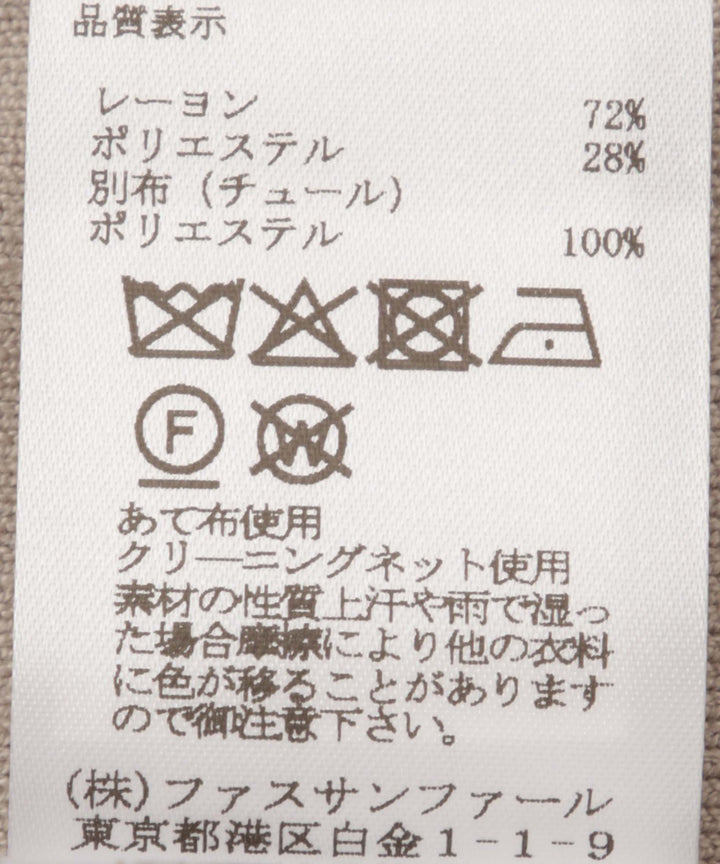 品質表示
レーヨン 72%
ポリエステル 28%
別布 (チュール)
ポリエステル 100%
F W
あて布使用
クリーニングネット使用
素材の性質上汗や雨で湿っ
た場合摩擦により他の衣料
に色が移ることがあります
ので御注意下さい。
(株)ファスサンファール
東京都港区白金1-1-9